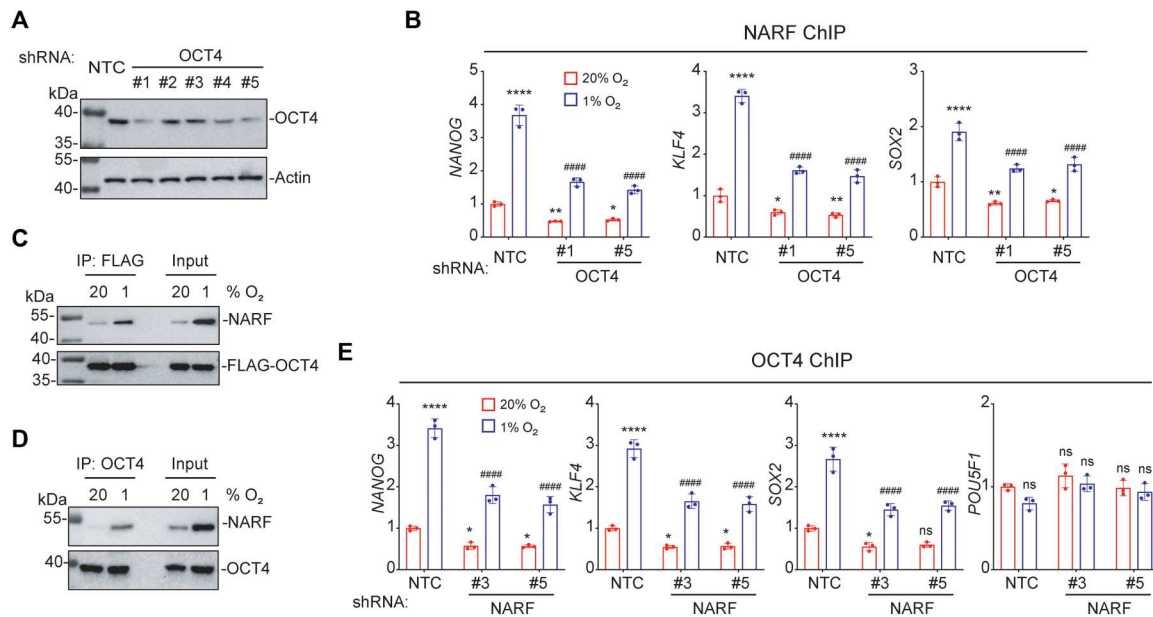 A
shRNA:
NTC
OCT4
#1 #2 #3 #4 #5
kDa
40-
35-
-OCT4
55-
40-
-Actin
B
NARF ChIP
20% O₂
1% O₂
NANOG
6
4
2
0
****
**
####
*
####
NTC
#1
#5
shRNA:
OCT4
KLF4
4
3
2
1
0
****
*
####
**
####
NTC
#1
#5
OCT4
SOX2
3
2
1
0
****
**
####
*
####
NTC
#1
#5
OCT4
C
IP: FLAG
Input
20 1 20 1 % O₂
kDa
55-
40-
-NARF
40-
35-
-FLAG-OCT4
D
IP: OCT4
Input
20 1 20 1 % O₂
kDa
55-
-NARF
40-
-OCT4
E
OCT4 ChIP
20% O₂
1% O₂
NANOG
4
3
2
1
0
****
*
####
*
####
NTC
#3
#5
shRNA:
NARF
KLF4
4
3
2
1
0
****
*
####
*
####
NTC
#3
#5
NARF
SOX2
4
3
2
1
0
****
*
####
ns
####
NTC
#3
#5
NARF
POU5F1
2
1
0
ns
ns
ns
ns
ns
NTC
#3
#5
NARF